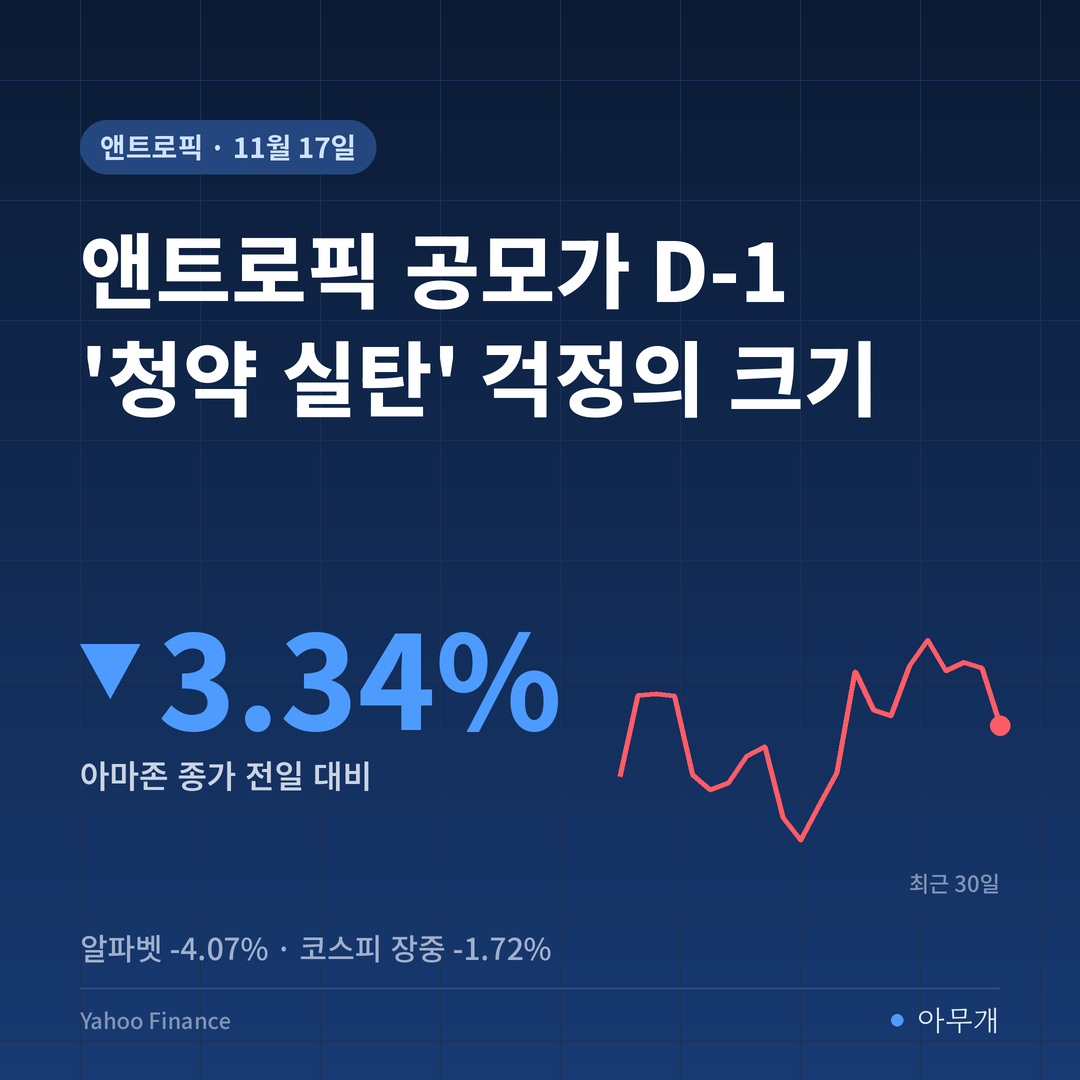 앤트로픽 · 11월 17일
앤트로픽 공모가 D-1
'청약 실탄' 걱정의 크기
▼3.34%
아마존 종가 전일 대비
최근 30일
알파벳 -4.07% · 코스피 장중 -1.72%
Yahoo Finance
아무개